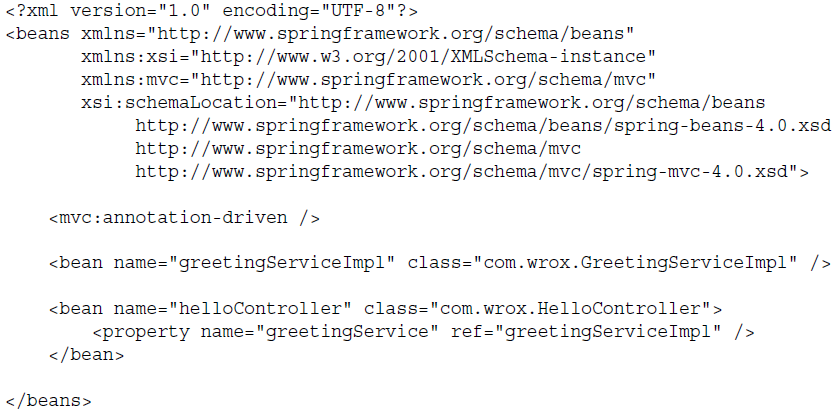 <?xml version="1.0" encoding="UTF-8"?>
<beans xmlns="http://www.springframework.org/schema/beans"
       xmlns:xsi="http://www.w3.org/2001/XMLSchema-instance"
       xmlns:mvc="http://www.springframework.org/schema/mvc"
       xsi:schemaLocation="http://www.springframework.org/schema/beans
            http://www.springframework.org/schema/beans/spring-beans-4.0.xsd
            http://www.springframework.org/schema/mvc
            http://www.springframework.org/schema/mvc/spring-mvc-4.0.xsd">

    <mvc:annotation-driven />

    <bean name="greetingServiceImpl" class="com.wrox.GreetingServiceImpl" />

    <bean name="helloController" class="com.wrox.HelloController">
        <property name="greetingService" ref="greetingServiceImpl" />
    </bean>

</beans>